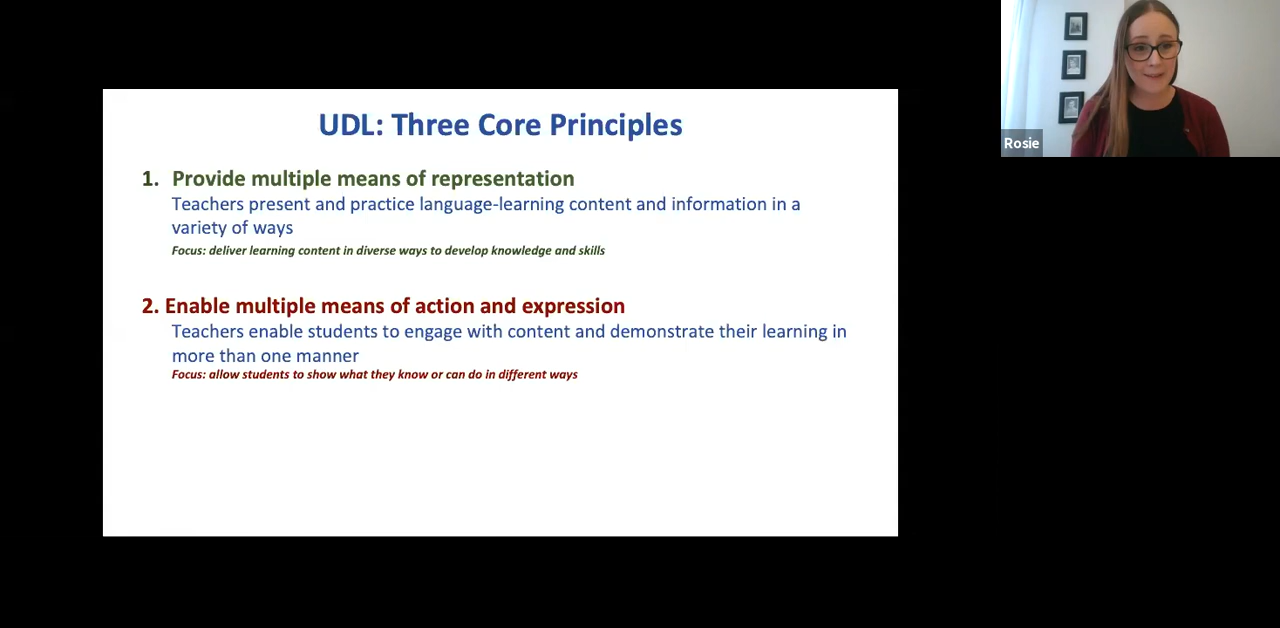 UDL: Three Core Principles
1. Provide multiple means of representation
Teachers present and practice language-learning content and information in a
variety of ways
Focus: deliver learning content in diverse ways to develop knowledge and skills
2. Enable multiple means of action and expression
Teachers enable students to engage with content and demonstrate their learning in
more than one manner
Focus: allow students to show what they know or can do in different ways
Rosie